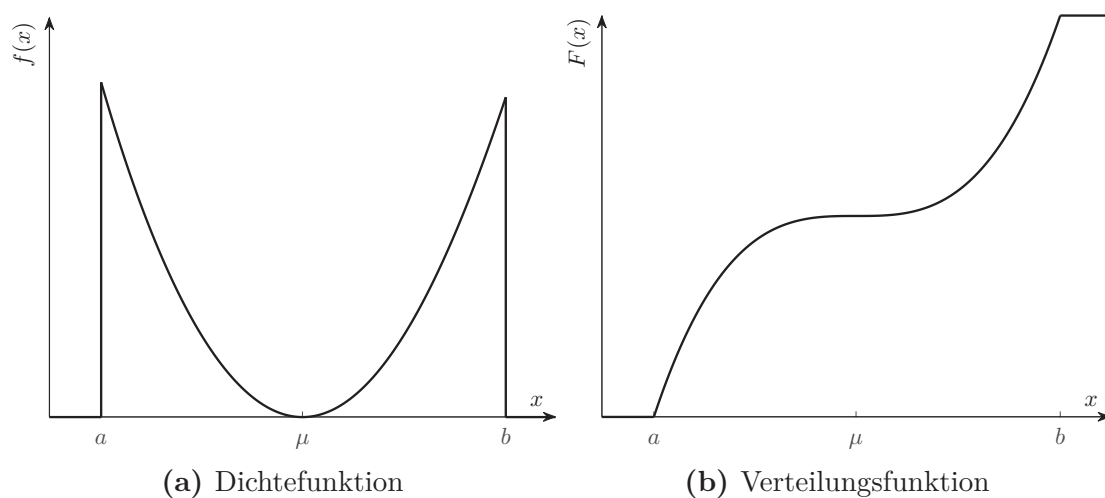 f(x)
x
a μ b
(a) Dichtefunktion
F(x)
x
a μ b
(b) Verteilungsfunktion